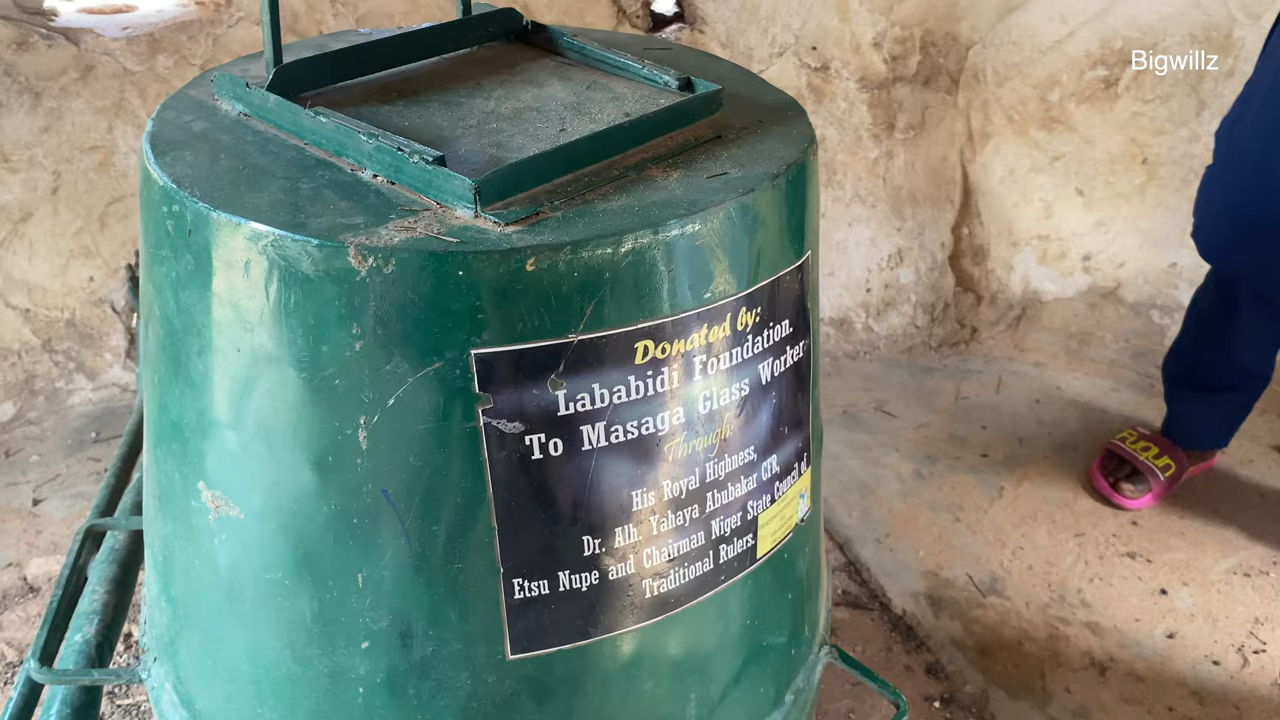 Bigwillz
Donated by:
Lababidi Foundation.
To Masaga Glass Worker
Through:
His Royal Highness,
Dr. Alh. Yahaya Abubakar CFR,
Etsu Nupe and Chairman Niger State Council of
Traditional Rulers.
Fuqun